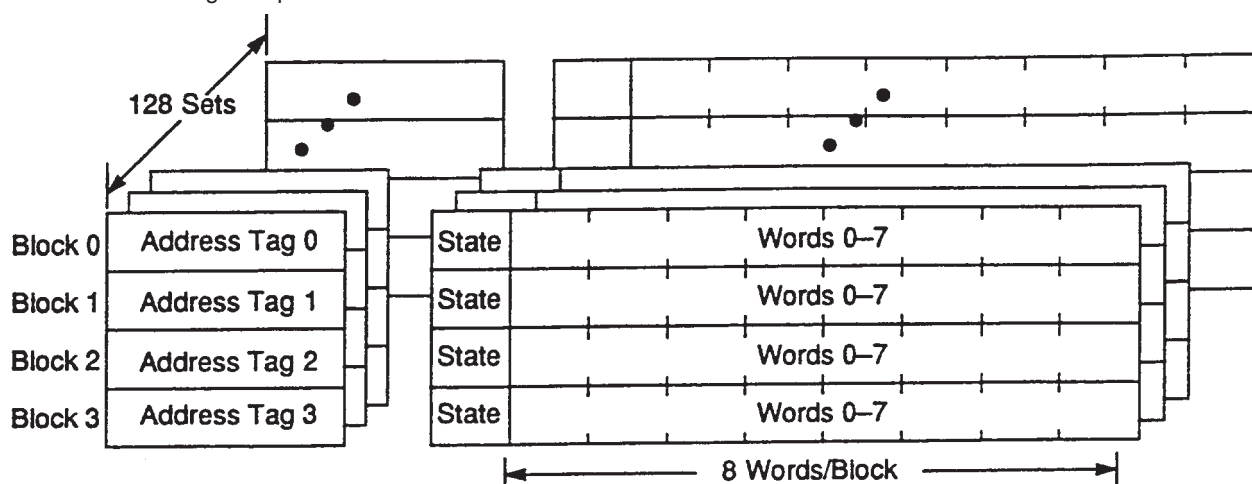 128 Sets
Block 0 Address Tag 0 State Words 0–7
Block 1 Address Tag 1 State Words 0–7
Block 2 Address Tag 2 State Words 0–7
Block 3 Address Tag 3 State Words 0–7
8 Words/Block